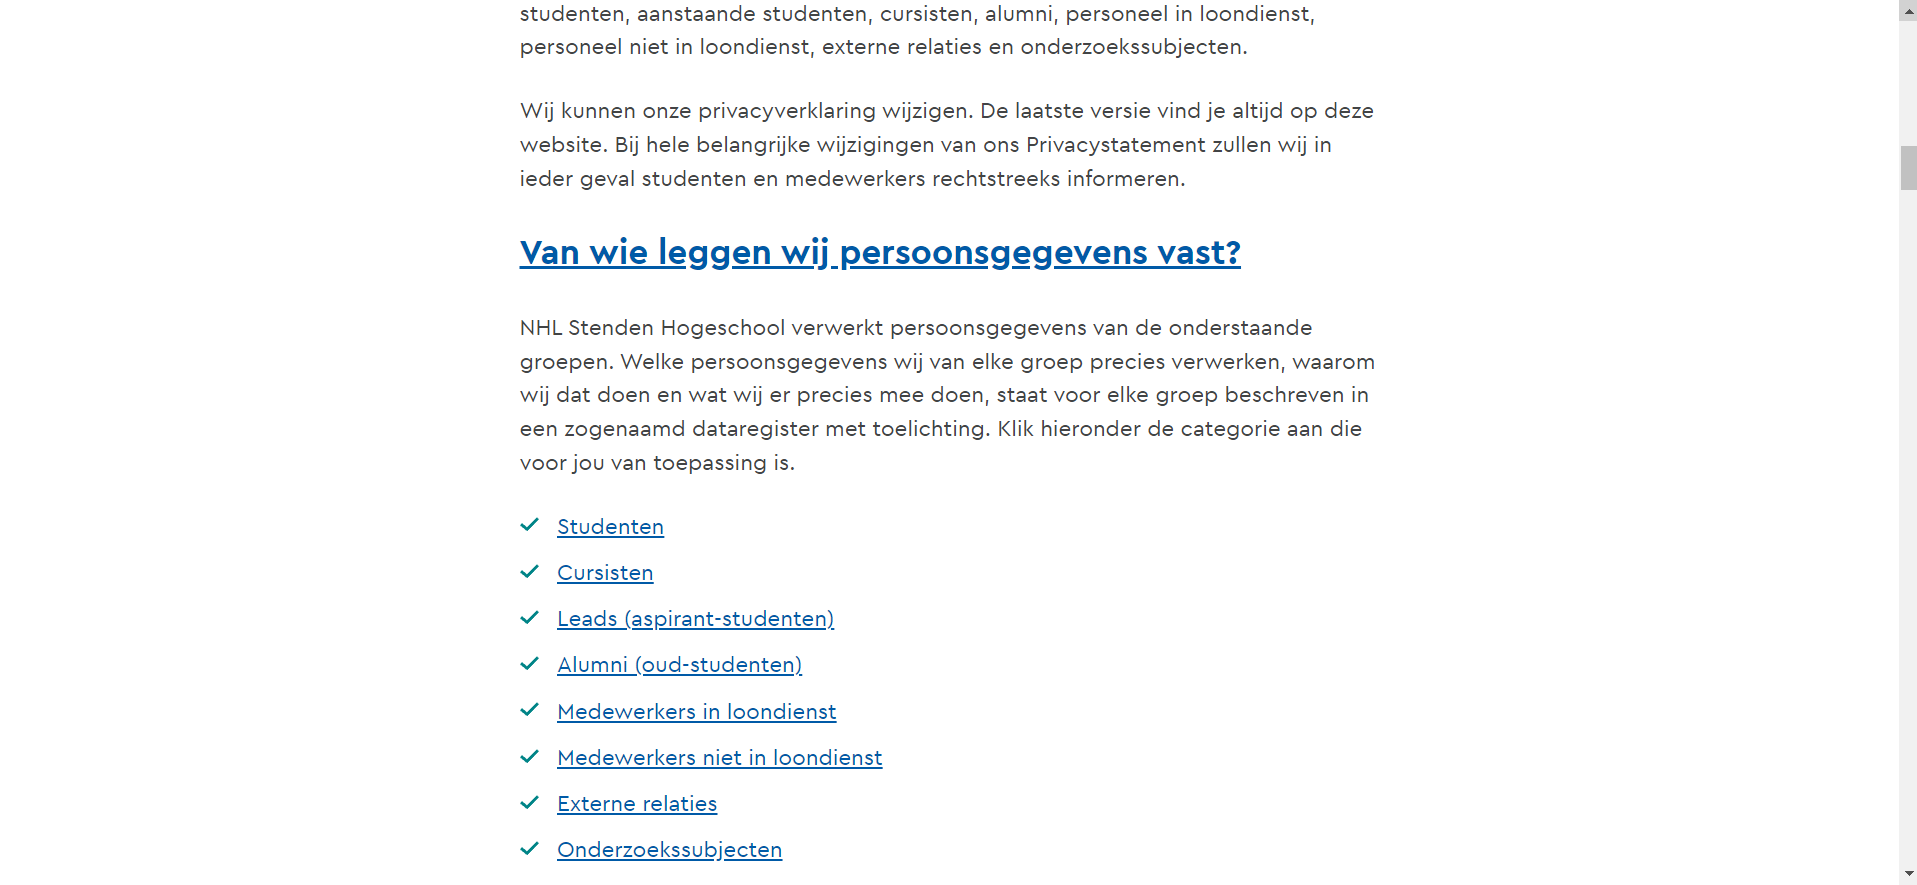 studenten, aanstaande studenten, cursisten, alumni, personeel in loondienst,
personeel niet in loondienst, externe relaties en onderzoekssubjecten.
Wij kunnen onze privacyverklaring wijzigen. De laatste versie vind je altijd op deze
website. Bij hele belangrijke wijzigingen van ons Privacystatement zullen wij in
ieder geval studenten en medewerkers rechtstreeks informeren.
Van wie leggen wij persoonsgegevens vast?
NHL Stenden Hogeschool verwerkt persoonsgegevens van de onderstaande
groepen. Welke persoonsgegevens wij van elke groep precies verwerken, waarom
wij dat doen en wat wij er precies mee doen, staat voor elke groep beschreven in
een zogenaamd dataregister met toelichting. Klik hieronder de categorie aan die
voor jou van toepassing is.
Studenten
Cursisten
Leads (aspirant-studenten)
Alumni (oud-studenten)
Medewerkers in loondienst
Medewerkers niet in loondienst
Externe relaties
Onderzoekssubjecten